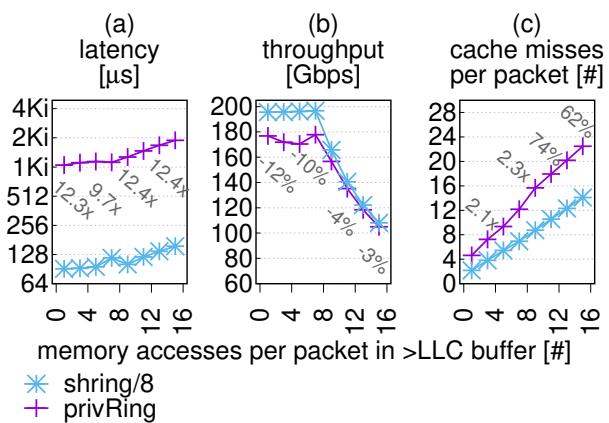 (a)
latency
[µs]
4Ki
2Ki
1Ki
512
256
128
64
12.3x
9.7x
12.4x
12.4x
0
4
8
12
16
(b)
throughput
[Gbps]
200
180
160
140
120
100
80
60
-12%
-10%
-4%
-3%
0
4
8
12
16
(c)
cache misses
per packet [#]
28
24
20
16
12
8
4
0
2.1x
2.3x
74%
62%
0
4
8
12
16
memory accesses per packet in >LLC buffer [#]
shring/8
privRing